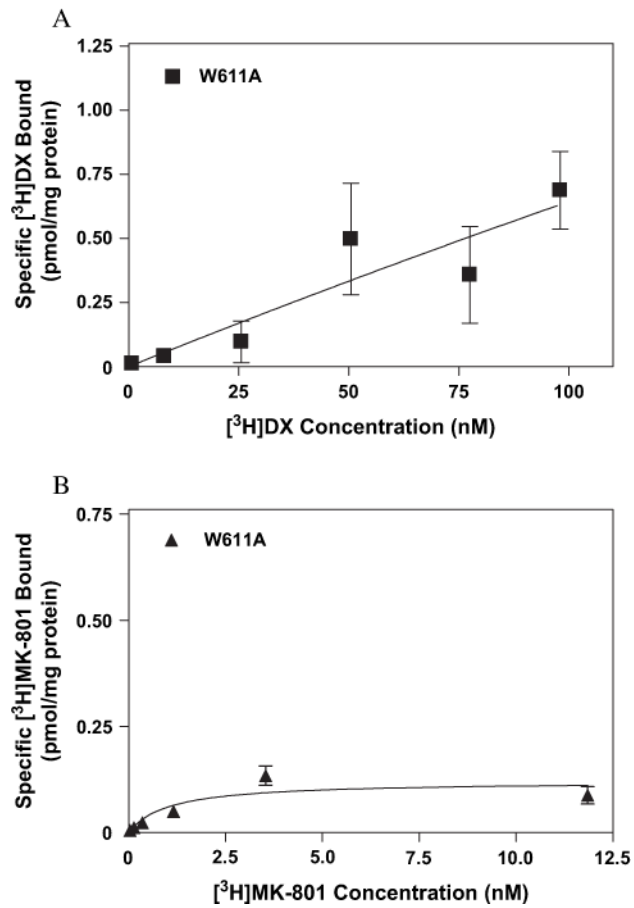 A
1.25
1.00
0.75
0.50
0.25
0
W611A
Specific [³H]DX Bound
(pmol/mg protein)
0 25 50 75 100
[³H]DX Concentration (nM)
B
0.75
0.50
0.25
0
W611A
Specific [³H]MK-801 Bound
(pmol/mg protein)
0 2.5 5.0 7.5 10.0 12.5
[³H]MK-801 Concentration (nM)